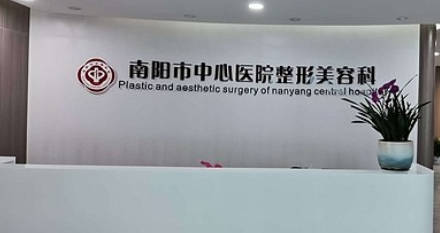 南阳市中心医院整形美容科
Plastic and aesthetic surgery of nanyang central hospital